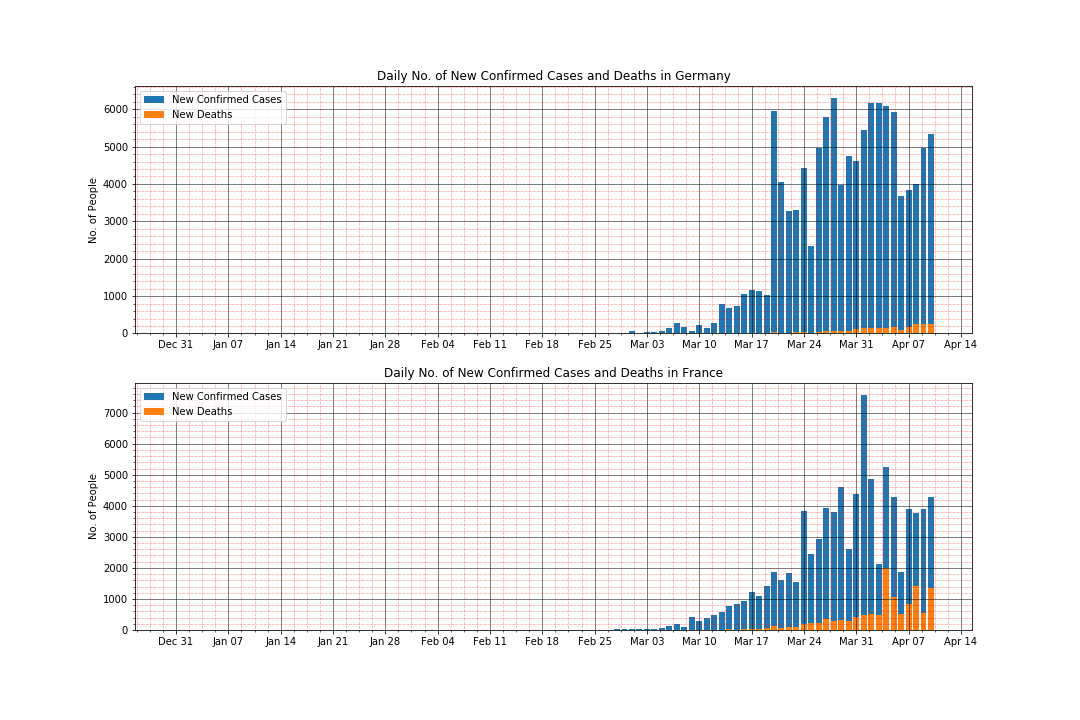 Daily No. of New Confirmed Cases and Deaths in Germany
New Confirmed Cases
New Deaths
No. of People
6000
5000
4000
3000
2000
1000
0
Dec 31 Jan 07 Jan 14 Jan 21 Jan 28 Feb 04 Feb 11 Feb 18 Feb 25 Mar 03 Mar 10 Mar 17 Mar 24 Mar 31 Apr 07 Apr 14
Daily No. of New Confirmed Cases and Deaths in France
New Confirmed Cases
New Deaths
No. of People
7000
6000
5000
4000
3000
2000
1000
0
Dec 31 Jan 07 Jan 14 Jan 21 Jan 28 Feb 04 Feb 11 Feb 18 Feb 25 Mar 03 Mar 10 Mar 17 Mar 24 Mar 31 Apr 07 Apr 14